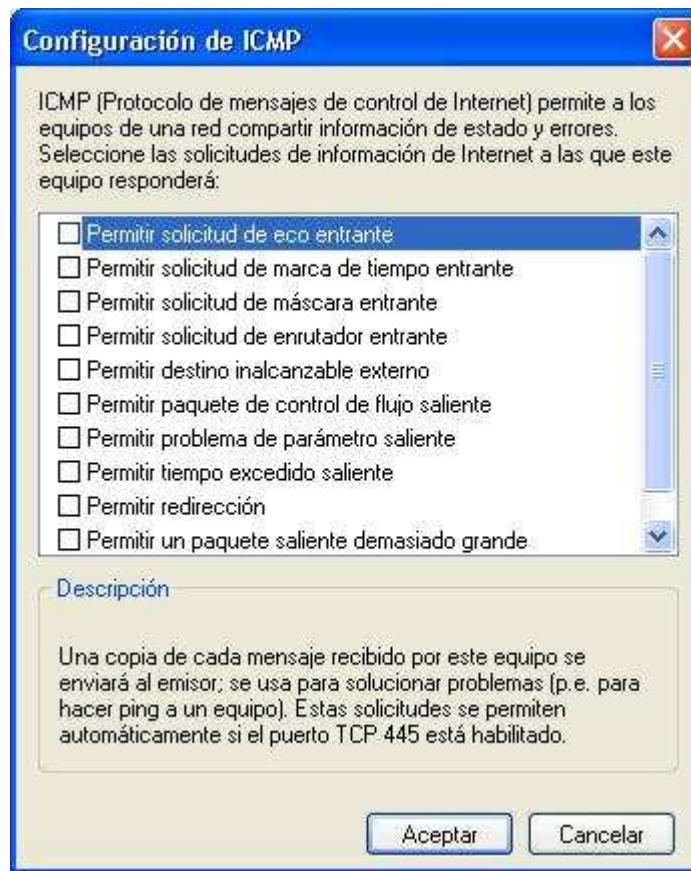 Configuración de ICMP
ICMP (Protocolo de mensajes de control de Internet) permite a los
equipos de una red compartir información de estado y errores.
Seleccione las solicitudes de información de Internet a las que este
equipo responderá:
Permitir solicitud de eco entrante
Permitir solicitud de marca de tiempo entrante
Permitir solicitud de máscara entrante
Permitir solicitud de enrutador entrante
Permitir destino inalcanzable externo
Permitir paquete de control de flujo saliente
Permitir problema de parámetro saliente
Permitir tiempo excedido saliente
Permitir redirección
Permitir un paquete saliente demasiado grande
Descripción
Una copia de cada mensaje recibido por este equipo se
enviará al emisor; se usa para solucionar problemas (p.e. para
hacer ping a un equipo). Estas solicitudes se permiten
automáticamente si el puerto TCP 445 está habilitado.
Aceptar
Cancelar